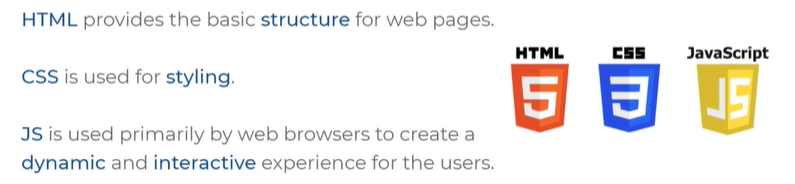 HTML provides the basic structure for web pages.
CSS is used for styling.
JS is used primarily by web browsers to create a
dynamic and interactive experience for the users.
HTML CSS JavaScript
5 3 JS